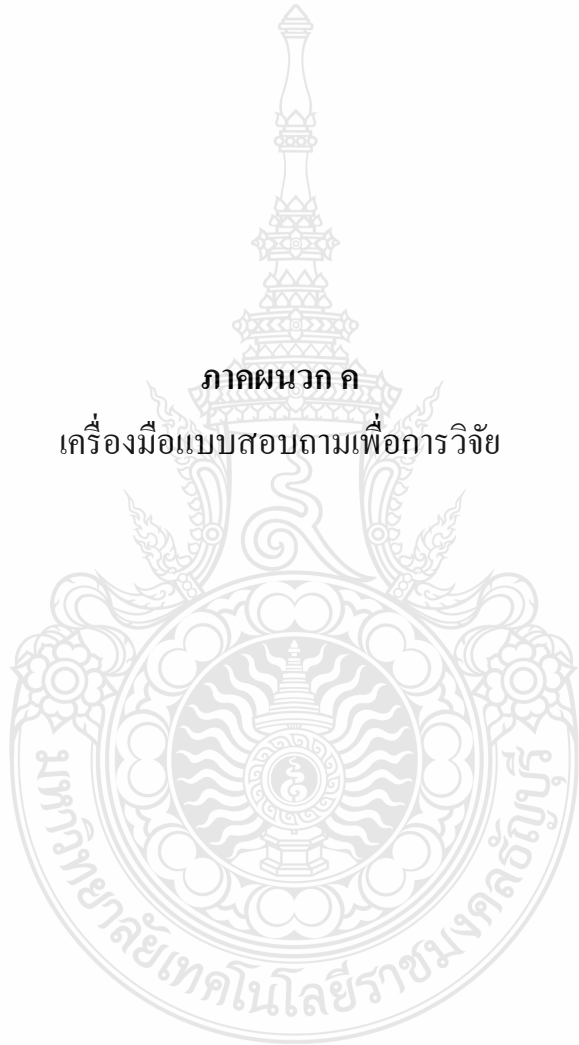 ภาคผนวก ค
เครื่องมือแบบสอบถามเพื่อการวิจัย
มหาวิทยาลัยเทคโนโลยีราชมงคลธัญบุรี